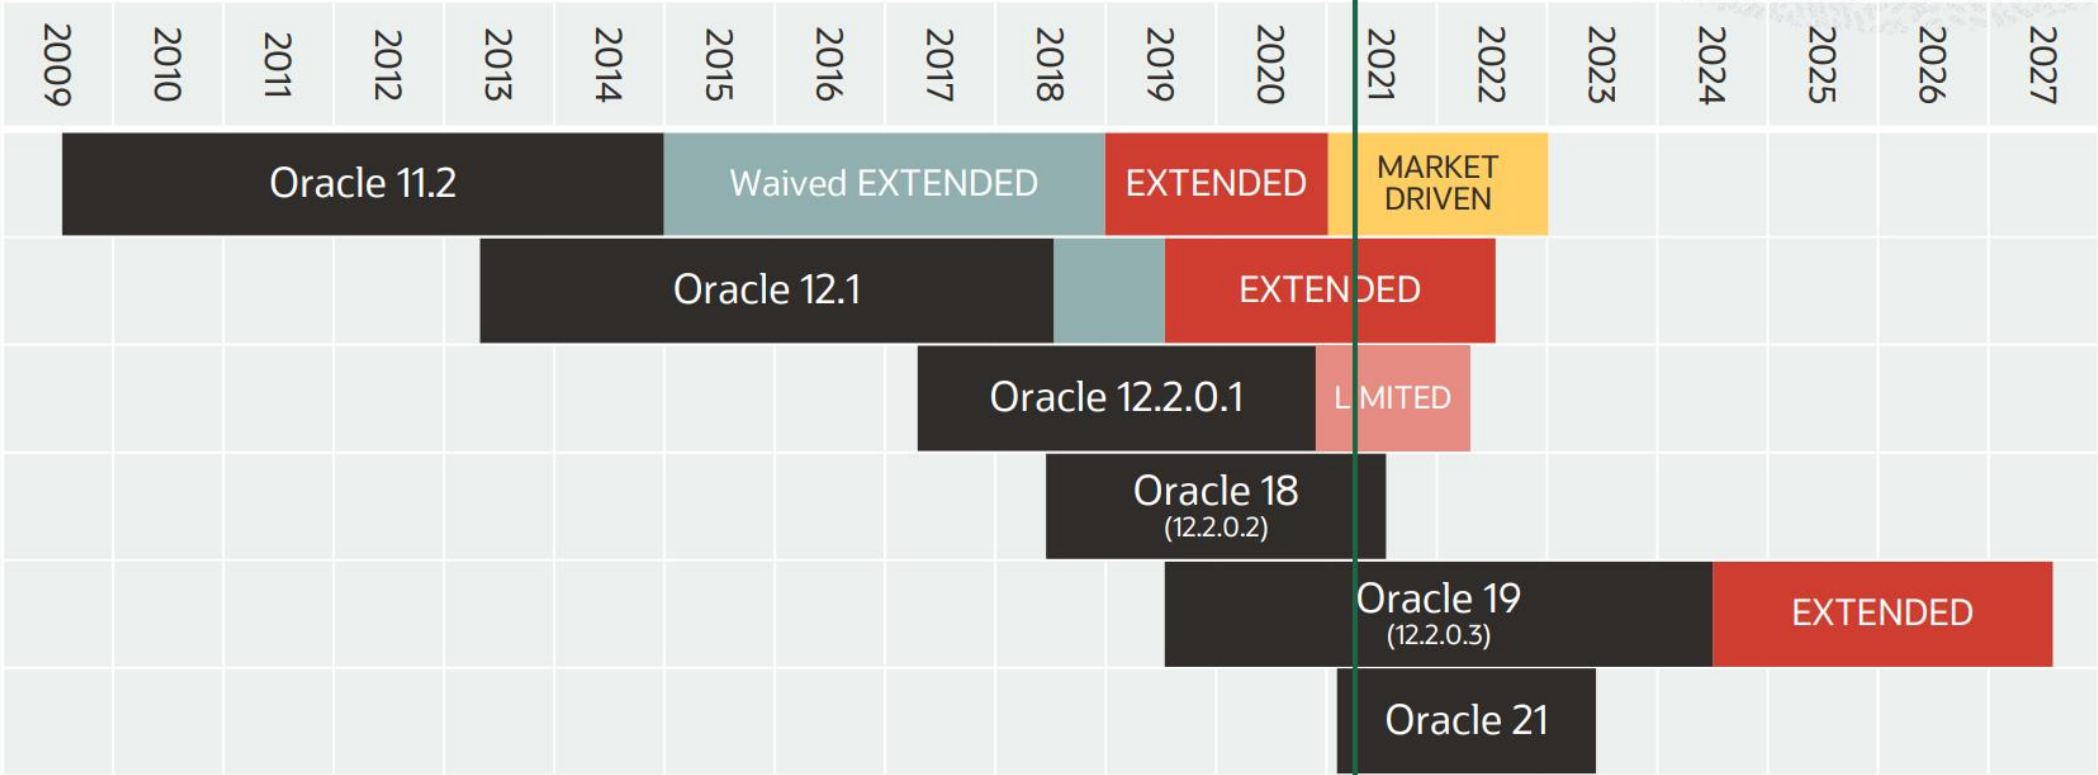 2009 2010 2011 2012 2013 2014 2015 2016 2017 2018 2019 2020 2021 2022 2023 2024 2025 2026 2027
Oracle 11.2 Waived EXTENDED EXTENDED MARKET
DRIVEN
Oracle 12.1 EXTENDED
Oracle 12.2.0.1 LIMITED
Oracle 18
(12.2.0.2)
Oracle 19 EXTENDED
(12.2.0.3)
Oracle 21